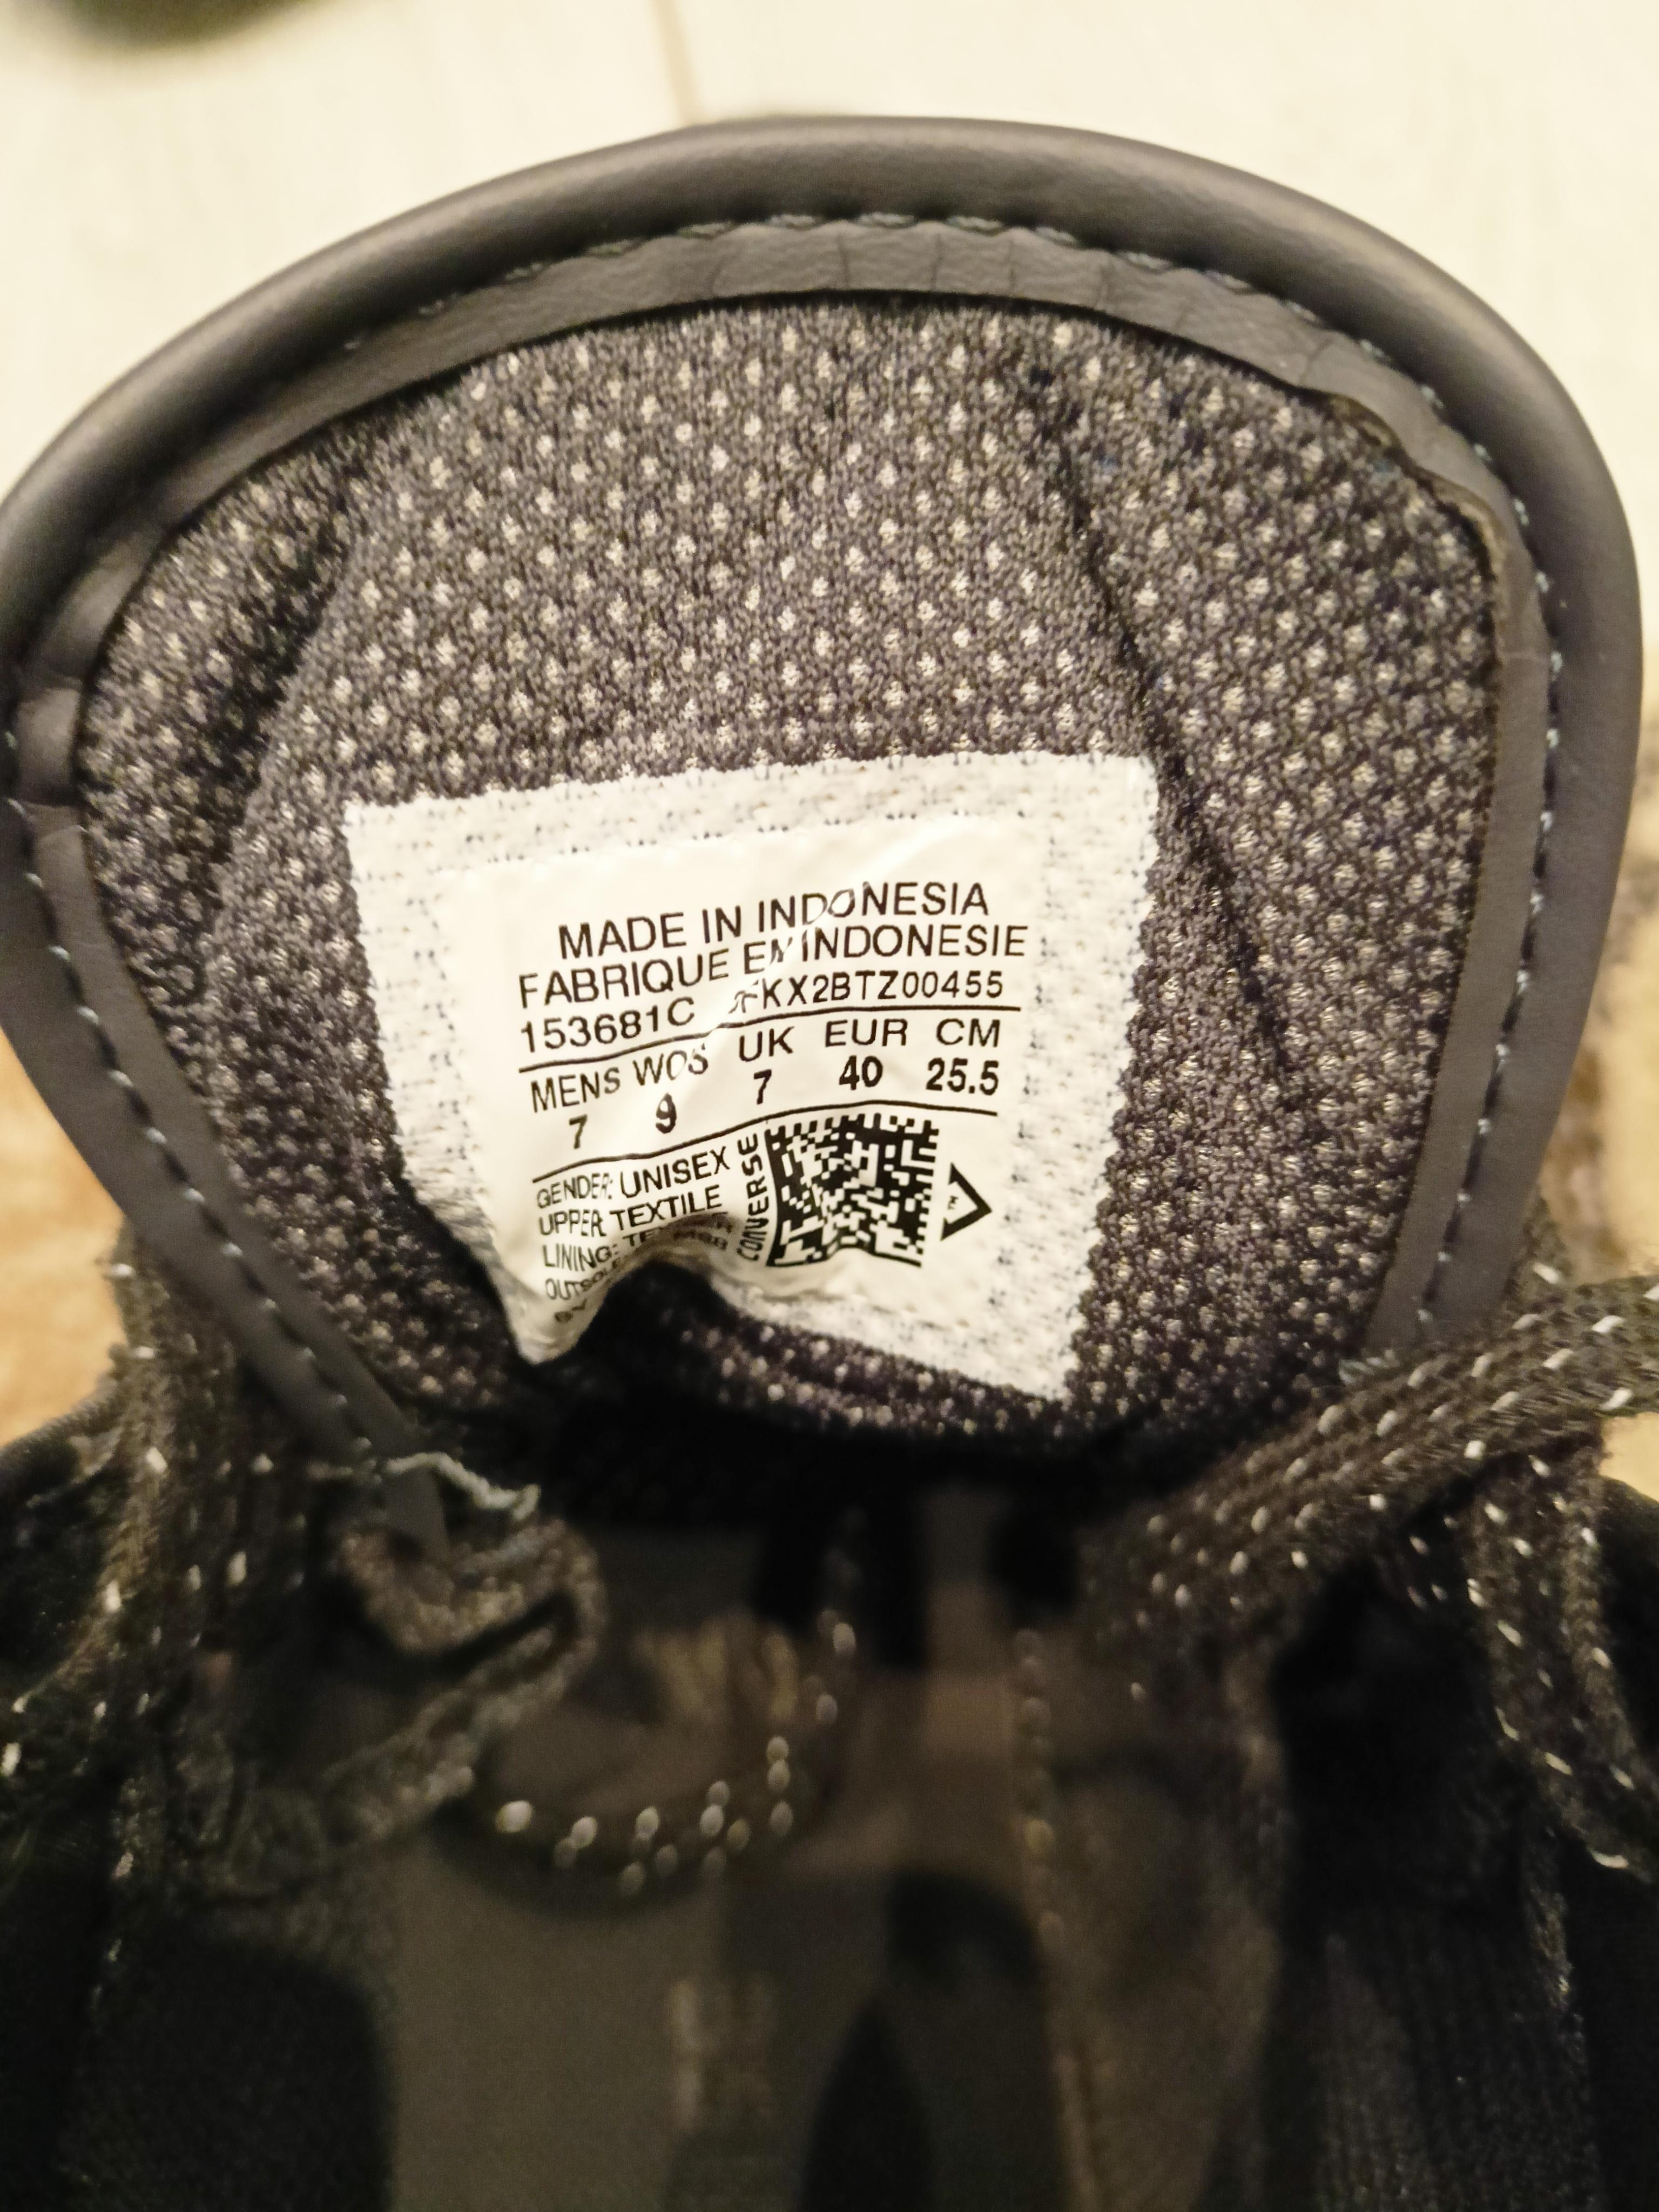 MADE IN INDONESIA
FABRIQUE EN INDONESIE
153681C
MENS WOS UK EUR CM
7 9 7 40 25.5
GENDER: UNISEX
UPPER: TEXTILE
LINING:
CONVERSE